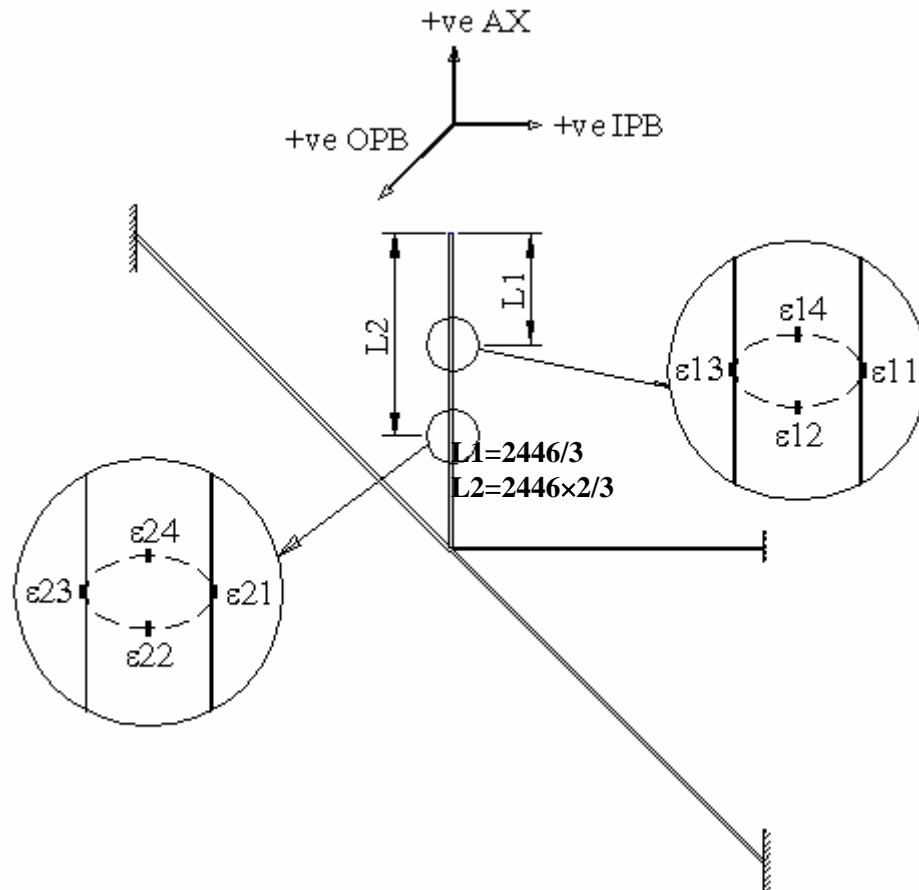 +ve AX
+ve OPB
+ve IPB
L1
L2
ε14
ε13
ε11
ε12
L1=2446/3
L2=2446×2/3
ε24
ε23
ε21
ε22